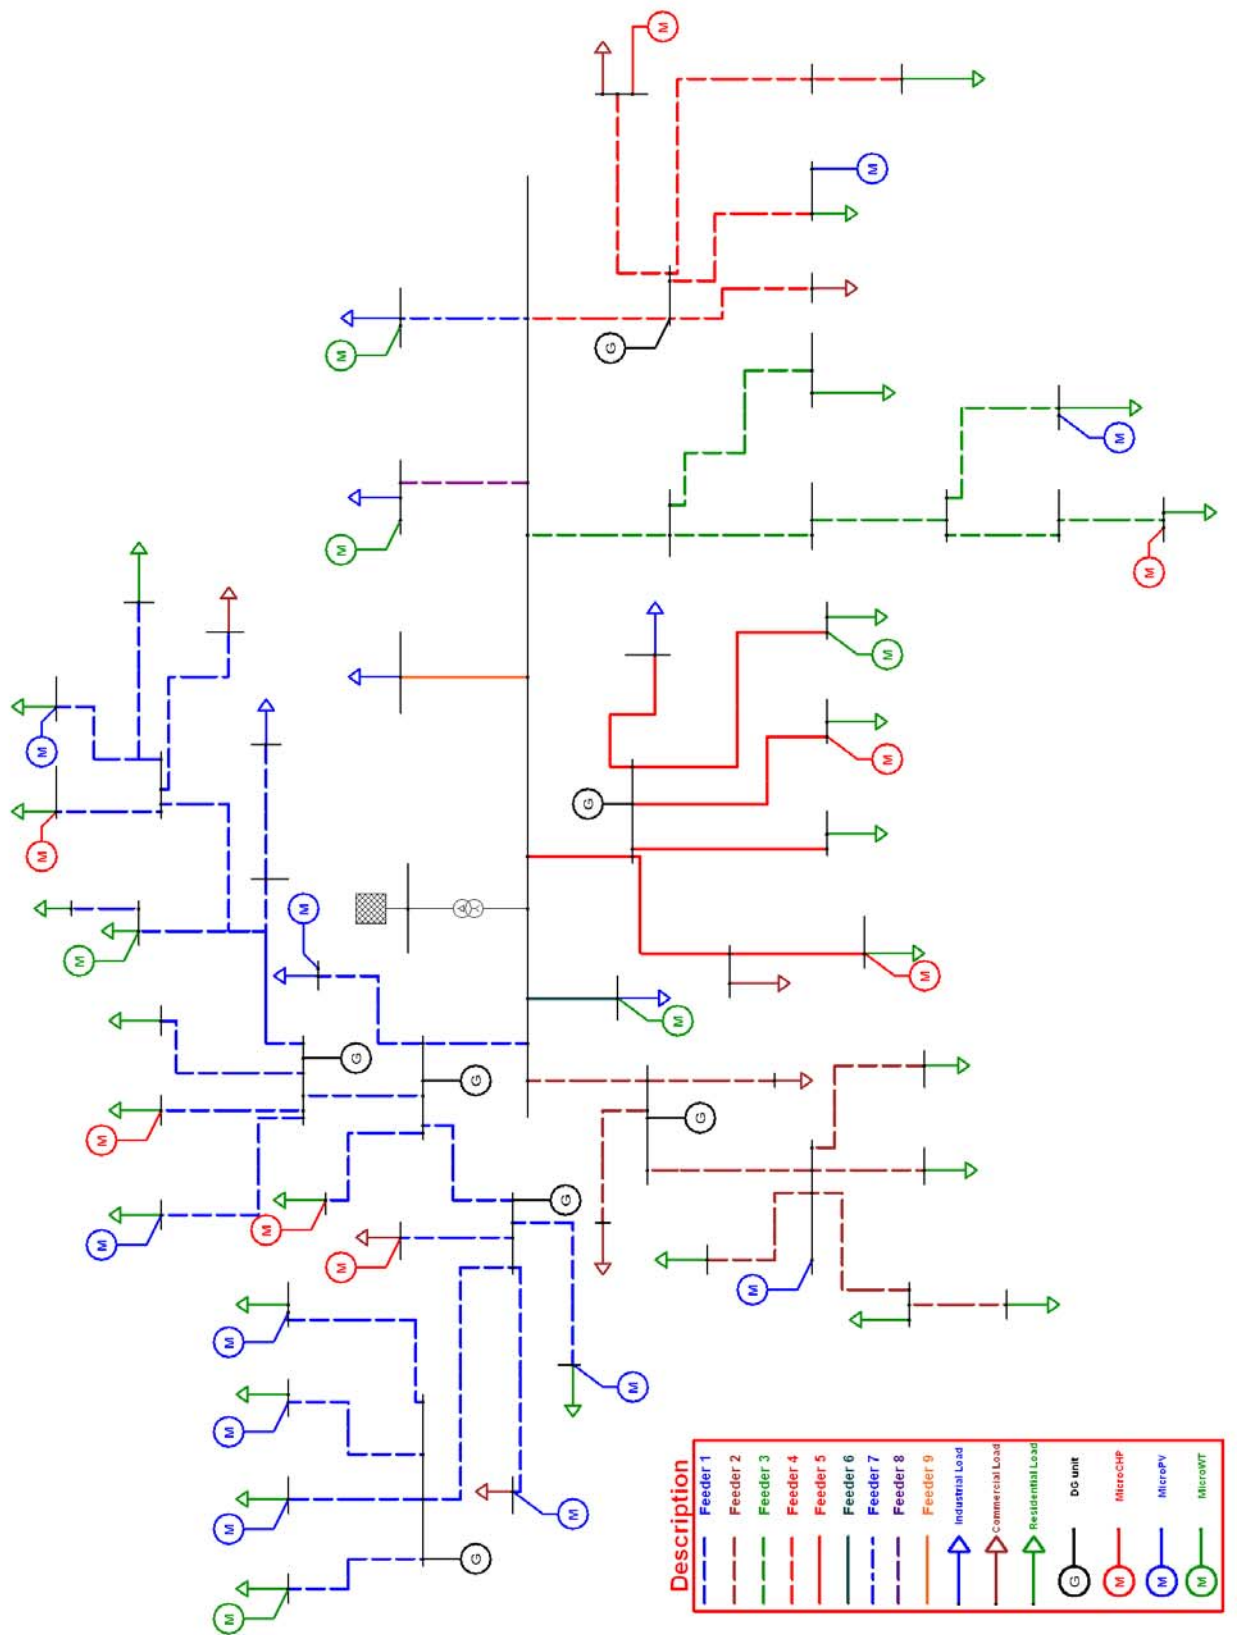 M
M
M
M
M
M
M
M
M
M
M
M
M
M
G
G
G
G
M
G
G
M
M
M
G
M
M
M
M
M
M
M
Description
Feeder 1
Feeder 2
Feeder 3
Feeder 4
Feeder 5
Feeder 6
Feeder 7
Feeder 8
Feeder 9
Industrial Load
Commercial Load
Residential Load
G DG unit
M MicroCHP
M MicroPV
M MicroWT